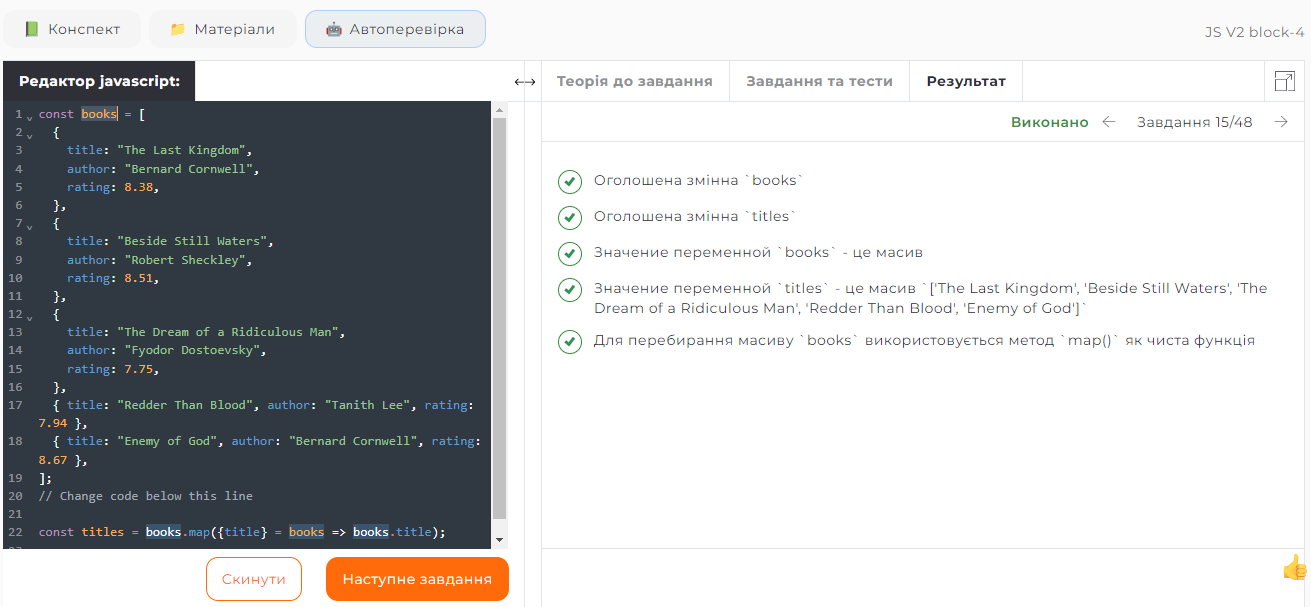 Конспект
Матеріали
Автоперевірка
JS V2 block-4
Редактор javascript:
Теорія до завдання
Завдання та тести
Результат
Виконано
Завдання 15/48
1 const books = [
2 {
3 title: "The Last Kingdom",
4 author: "Bernard Cornwell",
5 rating: 8.38,
6 },
7 {
8 title: "Beside Still Waters",
9 author: "Robert Sheckley",
10 rating: 8.51,
11 },
12 {
13 title: "The Dream of a Ridiculous Man",
14 author: "Fyodor Dostoevsky",
15 rating: 7.75,
16 },
17 { title: "Redder Than Blood", author: "Tanith Lee", rating:
7.94 },
18 { title: "Enemy of God", author: "Bernard Cornwell", rating:
8.67 },
19 ];
20 // Change code below this line
21
22 const titles = books.map({title} = books => books.title);
Скинути
Наступне завдання
Оголошена змінна `books`
Оголошена змінна `titles`
Значение переменной `books` - це масив
Значение переменной `titles` - це масив `['The Last Kingdom', 'Beside Still Waters', 'The
Dream of a Ridiculous Man', 'Redder Than Blood', 'Enemy of God']`
Для перебирання масиву `books` використовується метод `map()` як чиста функція